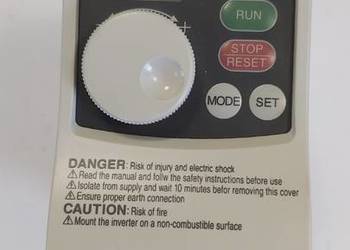 RUN
STOP
RESET
MODE
SET
DANGER: Risk of injury and electric shock
Read the manual and follw the safety instructions before use
Isolate from supply and wait 10 minutes befor removing this cover
Ensure proper earth connection
CAUTION: Risk of fire
Mount the inverter on a non-combustible surface